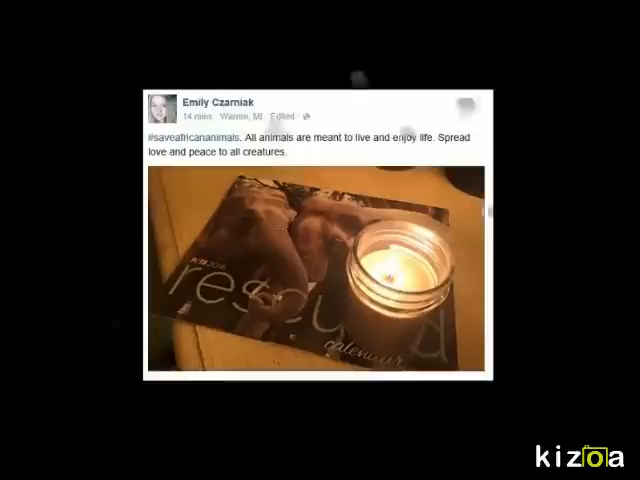 Emily Czarniak
14 mins Warren, MI Edited
#saveafricananimals. All animals are meant to live and enjoy life. Spread
love and peace to all creatures.
2016
rescued
calendar
kizoa